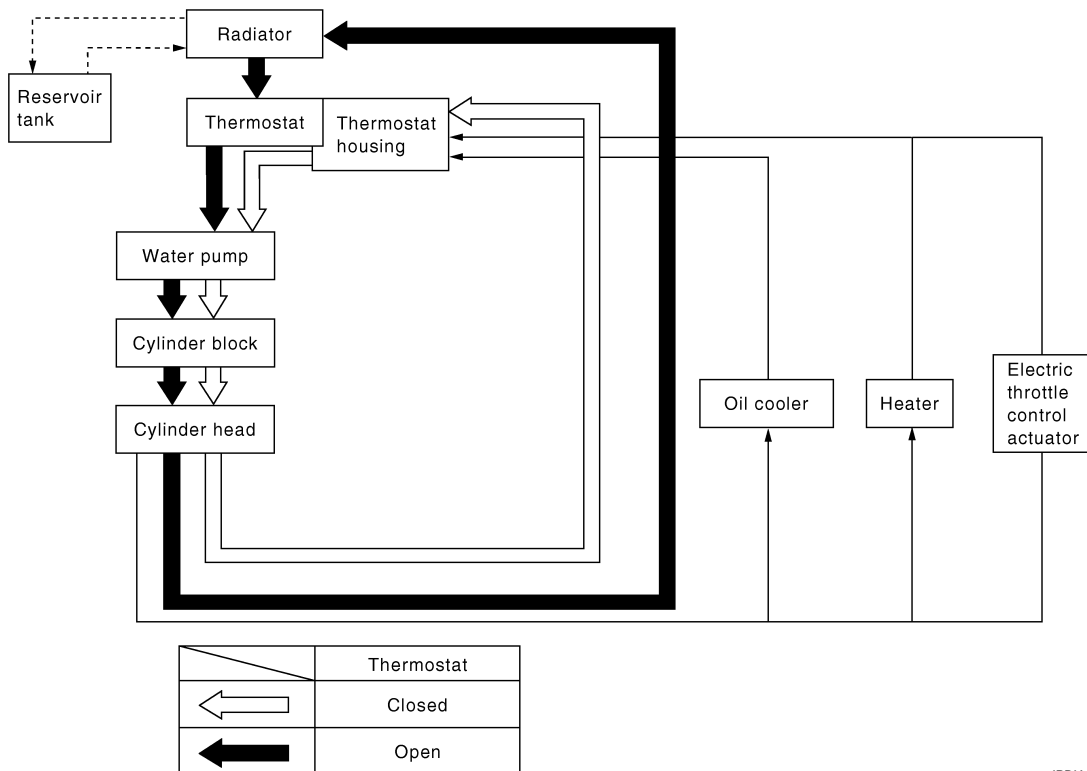 Radiator
Reservoir
tank
Thermostat
Thermostat
housing
Water pump
Cylinder block
Cylinder head
Oil cooler
Heater
Electric
throttle
control
actuator
Thermostat
Closed
Open